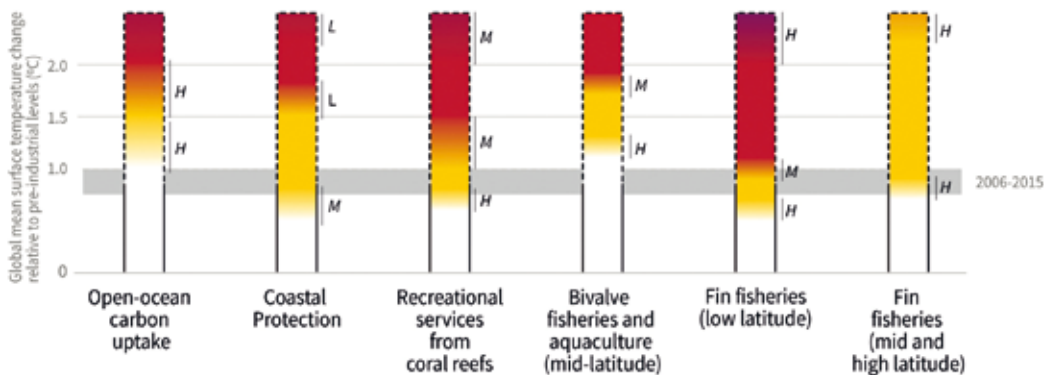 Global mean surface temperature change
relative to pre-industrial levels (ºC)
2.0
1.5
1.0
0
H
H
L
L
M
M
M
H
M
H
H
M
H
H
H
2006-2015
Open-ocean
carbon
uptake
Coastal
Protection
Recreational
services
from
coral reefs
Bivalve
fisheries and
aquaculture
(mid-latitude)
Fin fisheries
(low latitude)
Fin
fisheries
(mid and
high latitude)